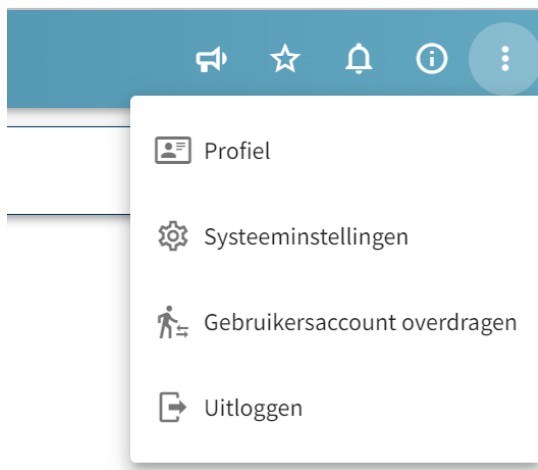 Profiel
Systeeminstellingen
Gebruikersaccount overdragen
Uitloggen